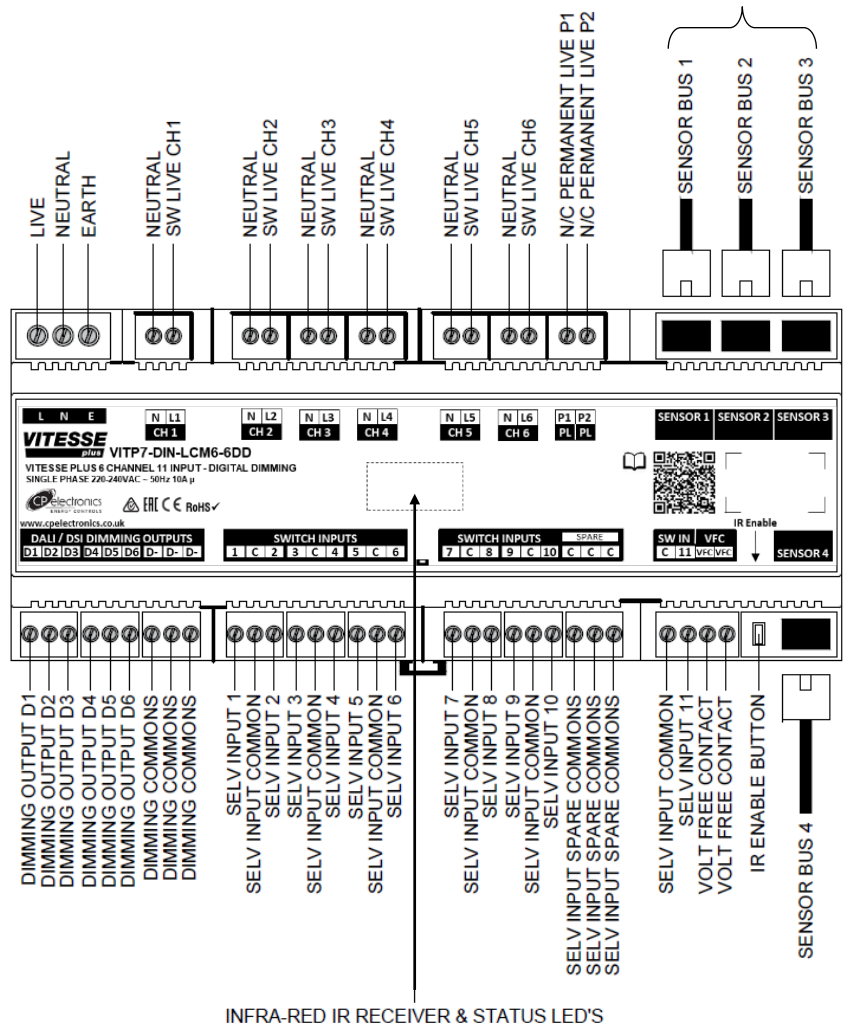 LIVE
NEUTRAL
EARTH
NEUTRAL
SW LIVE CH1
NEUTRAL
SW LIVE CH2
NEUTRAL
SW LIVE CH3
NEUTRAL
SW LIVE CH4
NEUTRAL
SW LIVE CH5
NEUTRAL
SW LIVE CH6
N/C PERMANENT LIVE P1
N/C PERMANENT LIVE P2
SENSOR BUS 1
SENSOR BUS 2
SENSOR BUS 3
L N E
N L1
CH 1
N L2
CH 2
N L3
CH 3
N L4
CH 4
N L5
CH 5
N L6
CH 6
P1 P2
PL PL
SENSOR 1 SENSOR 2 SENSOR 3
VITESSE
plus
VITP7-DIN-LCM6-6DD
VITESSE PLUS 6 CHANNEL 11 INPUT - DIGITAL DIMMING
SINGLE PHASE 220-240VAC ~ 50Hz 10A µ
CP electronics
ENERGY CONTROLS
EAC CE RoHS✓
www.cpelectronics.co.uk
IR Enable
DALI / DSI DIMMING OUTPUTS
D1 D2 D3 D4 D5 D6 D- D- D-
SWITCH INPUTS
1 C 2 3 C 4 5 C 6
SWITCH INPUTS
SPARE
7 C 8 9 C 10 C C C
SW IN VFC
C 11 VFC VFC
SENSOR 4
DIMMING OUTPUT D1
DIMMING OUTPUT D2
DIMMING OUTPUT D3
DIMMING OUTPUT D4
DIMMING OUTPUT D5
DIMMING OUTPUT D6
DIMMING COMMONS
DIMMING COMMONS
DIMMING COMMONS
SELV INPUT 1
SELV INPUT COMMON
SELV INPUT 2
SELV INPUT 3
SELV INPUT COMMON
SELV INPUT 4
SELV INPUT 5
SELV INPUT COMMON
SELV INPUT 6
SELV INPUT 7
SELV INPUT COMMON
SELV INPUT 8
SELV INPUT 9
SELV INPUT COMMON
SELV INPUT 10
SELV INPUT SPARE COMMONS
SELV INPUT SPARE COMMONS
SELV INPUT SPARE COMMONS
SELV INPUT COMMON
SELV INPUT 11
VOLT FREE CONTACT
VOLT FREE CONTACT
IR ENABLE BUTTON
SENSOR BUS 4
INFRA-RED IR RECEIVER & STATUS LED'S